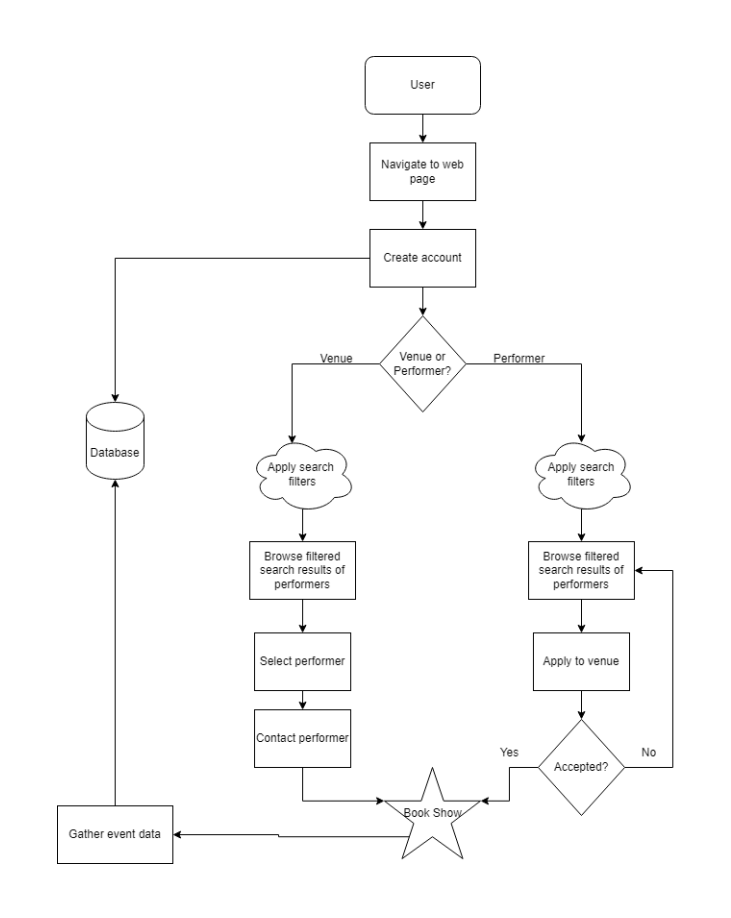 User
Navigate to web
page
Create account
Venue or
Performer?
Venue
Performer
Database
Apply search
filters
Apply search
filters
Browse filtered
search results of
performers
Browse filtered
search results of
performers
Select performer
Apply to venue
Contact performer
Yes
No
Accepted?
Book Show
Gather event data